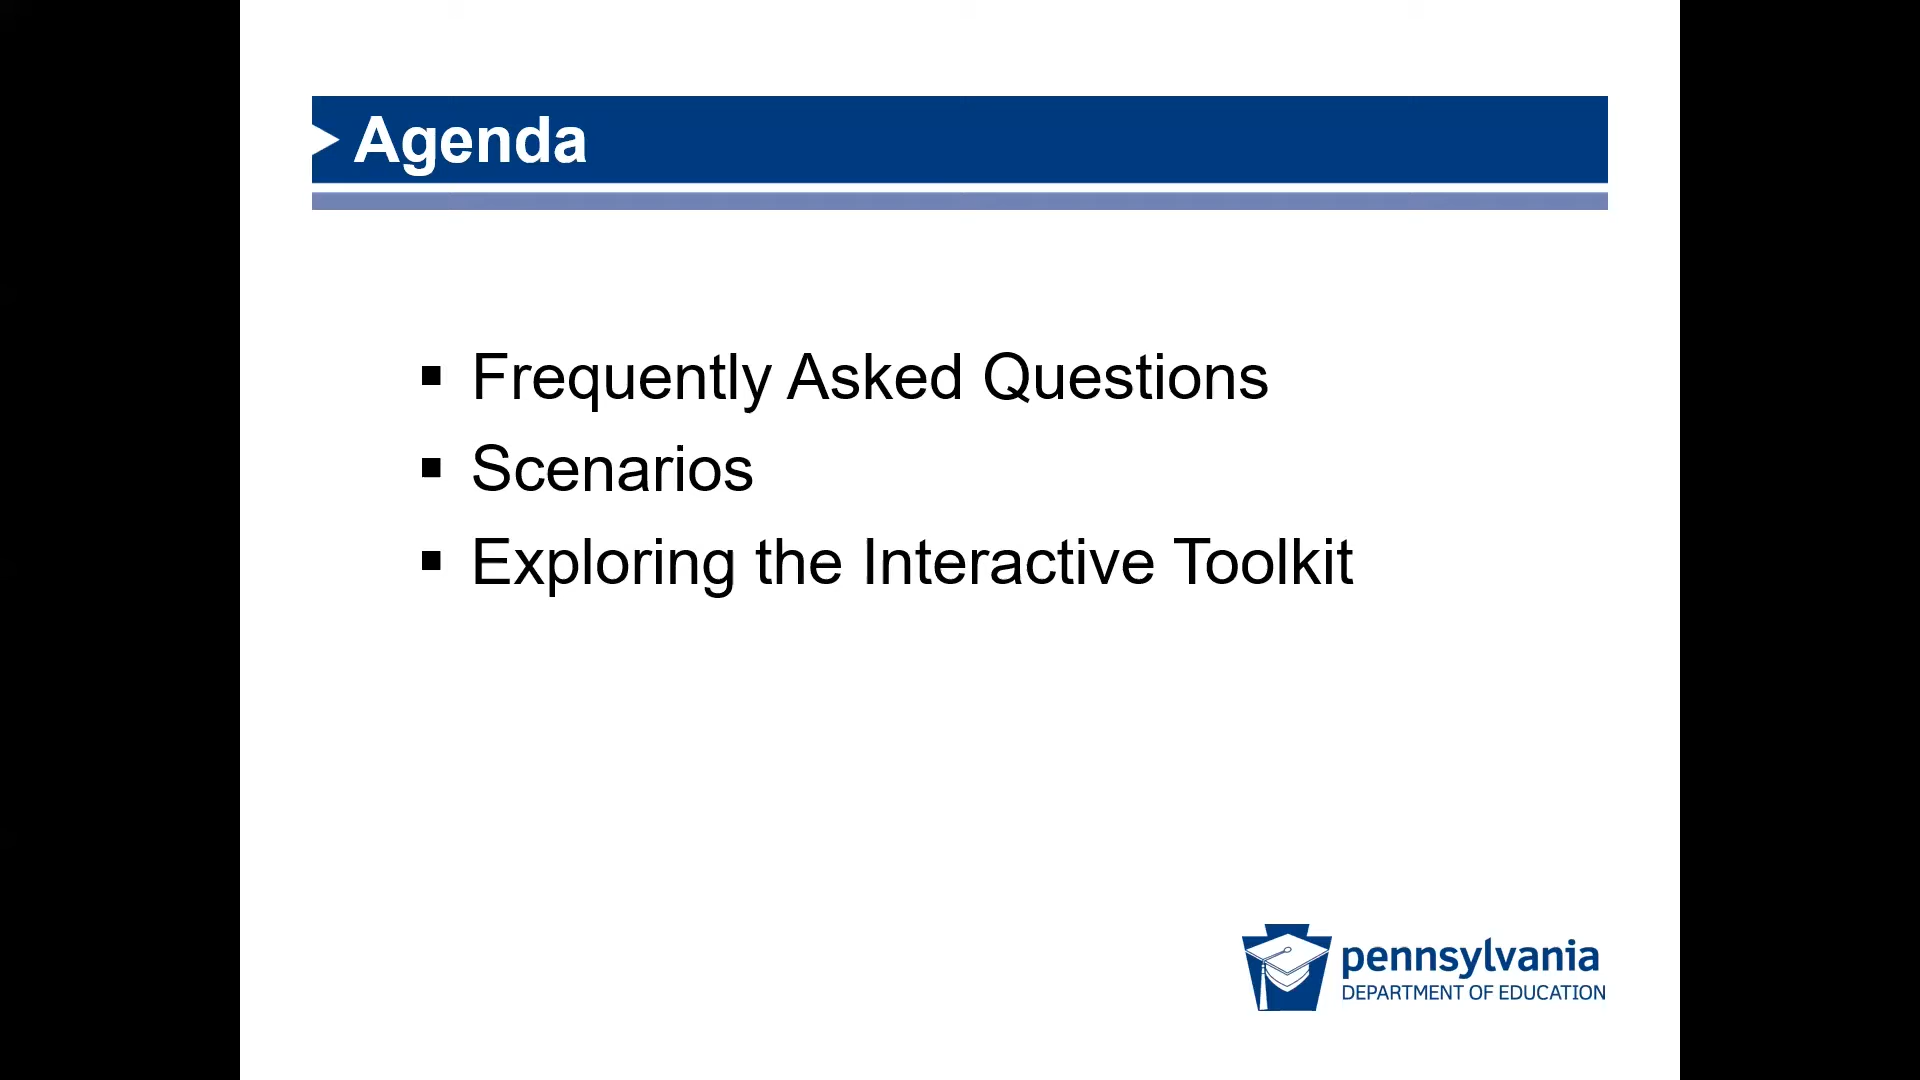 Agenda
▪ Frequently Asked Questions
▪ Scenarios
▪ Exploring the Interactive Toolkit
pennsylvania
DEPARTMENT OF EDUCATION